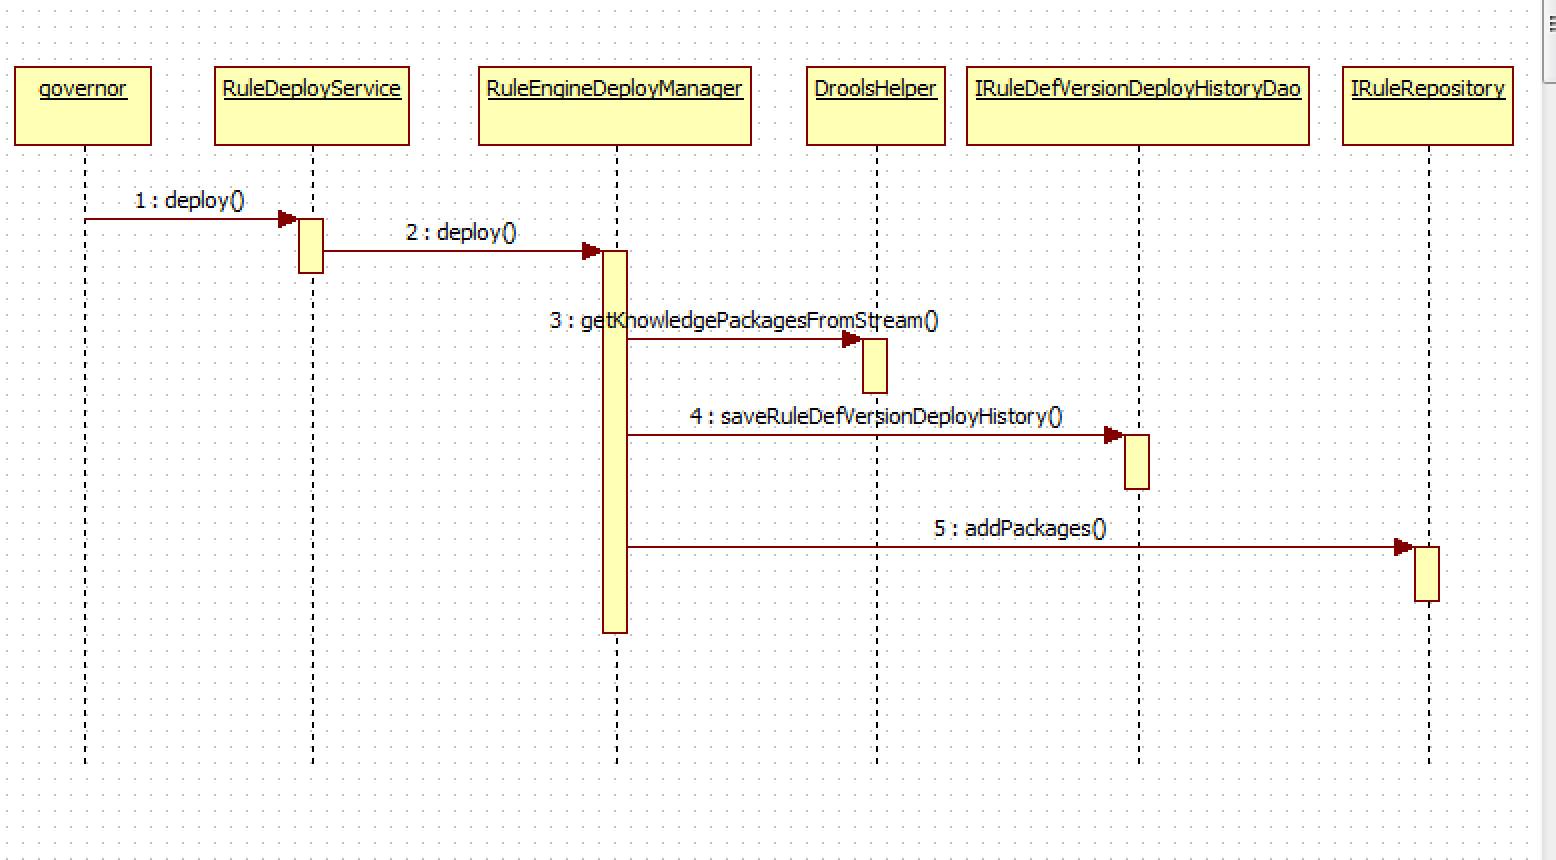 governor
RuleDeployService
RuleEngineDeployManager
DroolsHelper
IRuleDefVersionDeployHistoryDao
IRuleRepository
1 : deploy()
2 : deploy()
3 : getKnowledgePackagesFromStream()
4 : saveRuleDefVersionDeployHistory()
5 : addPackages()